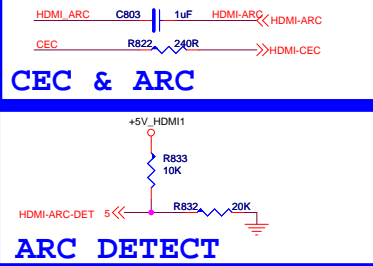 HDMI_ARC C803 1uF HDMI-ARC HDMI-ARC
CEC R822 240R HDMI-CEC
CEC & ARC
+5V_HDMI1
R833
10K
HDMI-ARC-DET 5 R832 20K
ARC DETECT